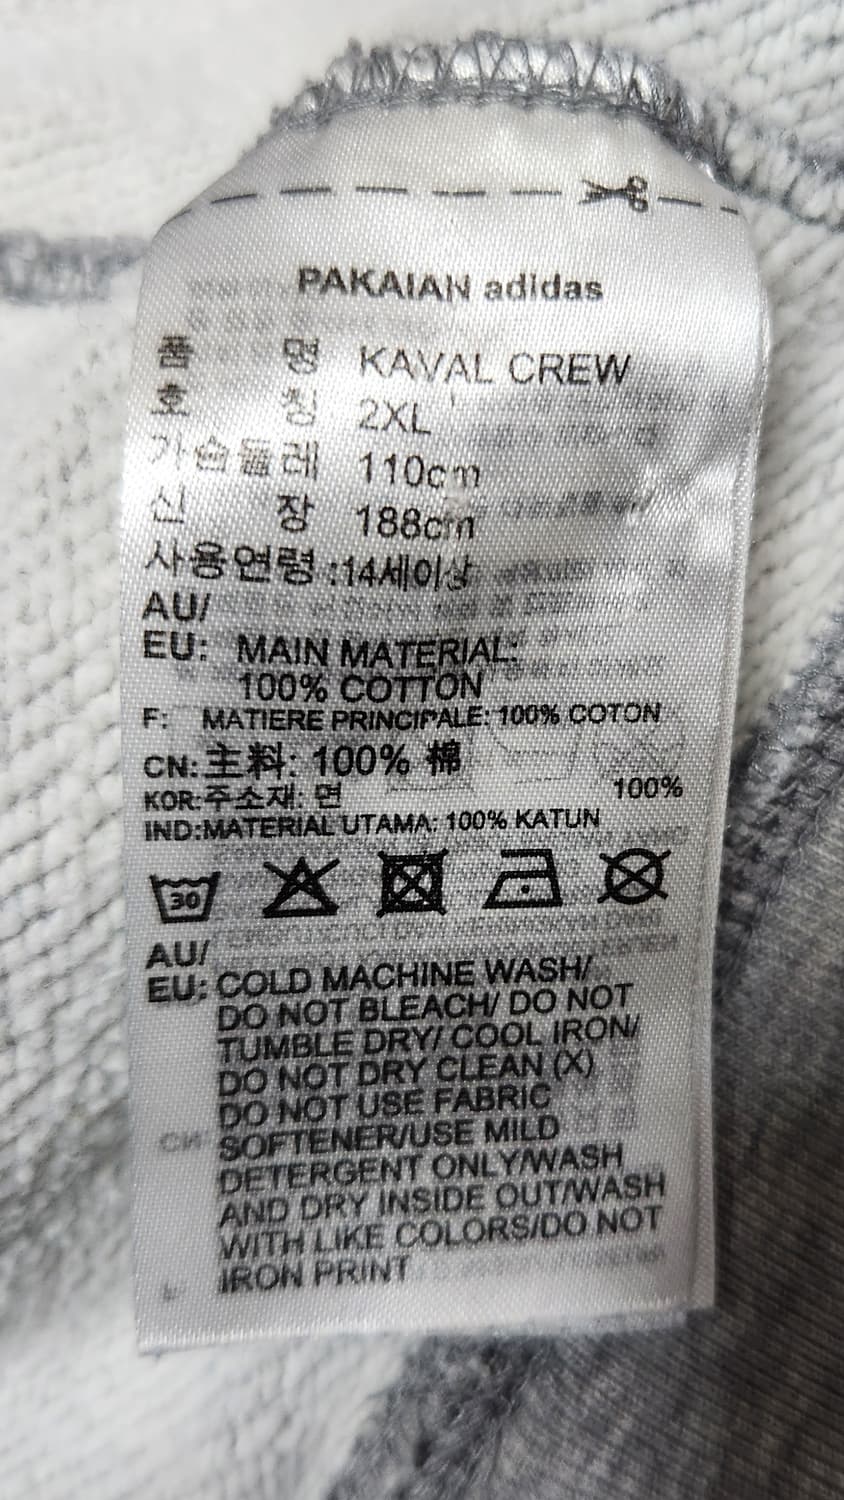 PAKAIAN adidas
품 명 KAVAL CREW
호 칭 2XL
가슴둘레 110cm
신 장 188cm
사용연령 :14세이상
AU/
EU: MAIN MATERIAL:
100% COTTON
F: MATIERE PRINCIPALE: 100% COTON
CN:主料: 100% 棉
KOR:주소재: 면 100%
IND:MATERIAL UTAMA: 100% KATUN
30
AU/
EU: COLD MACHINE WASH/
DO NOT BLEACH/ DO NOT
TUMBLE DRY/ COOL IRON/
DO NOT DRY CLEAN (X)
DO NOT USE FABRIC
SOFTENER/USE MILD
DETERGENT ONLY/WASH
AND DRY INSIDE OUT/WASH
WITH LIKE COLORS/DO NOT
IRON PRINT